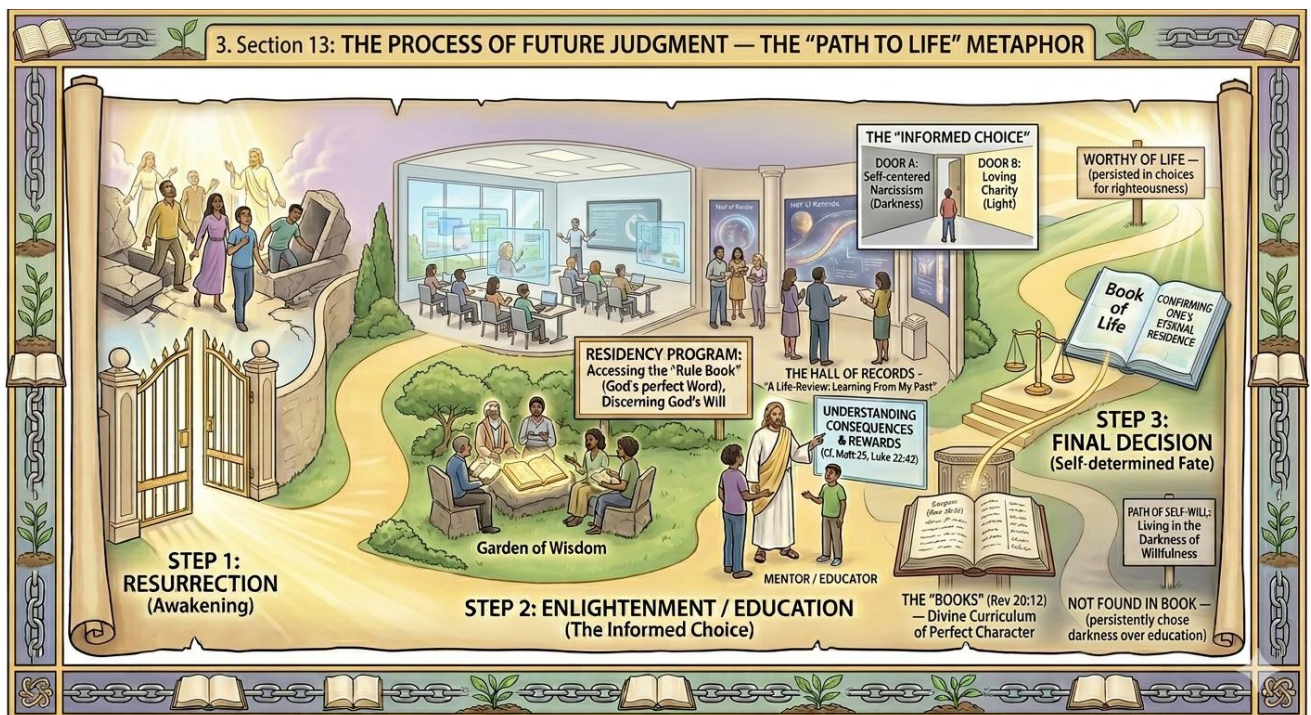 3. Section 13: THE PROCESS OF FUTURE JUDGMENT — THE “PATH TO LIFE” METAPHOR
THE "INFORMED CHOICE"
DOOR A:
Self-centered
Narcissism
(Darkness)
DOOR 8:
Loving
Charity
(Light)
WORTHY OF LIFE —
(persisted in choices
for righteousness)
Book
of
Life
CONFIRMING
ONE'S
RESIDENCE
RESIDENCY PROGRAM:
Accessing the "Rule Book"
(God's perfect Word),
Discerning God's Will
THE HALL OF RECORDS -
"A Life-Review: Learning From My Past"
UNDERSTANDING
CONSEQUENCES
& REWARDS
(Cf. Matt 25, Luke 22:42)
STEP 3:
FINAL DECISION
(Self-determined Fate)
PATH OF SELF-WILL,:
Living in the
Darkness of
Willfulness
Garden of Wisdom
MENTOR / EDUCATOR
STEP 1:
RESURRECTION
(Awakening)
STEP 2: ENLIGHTENMENT / EDUCATION
(The Informed Choice)
THE "BOOKS" (Rev 20:12)
— Divine Curriculum
of Perfect Character
NOT FOUND IN BOOK —
(persistently chose
darkness over education)